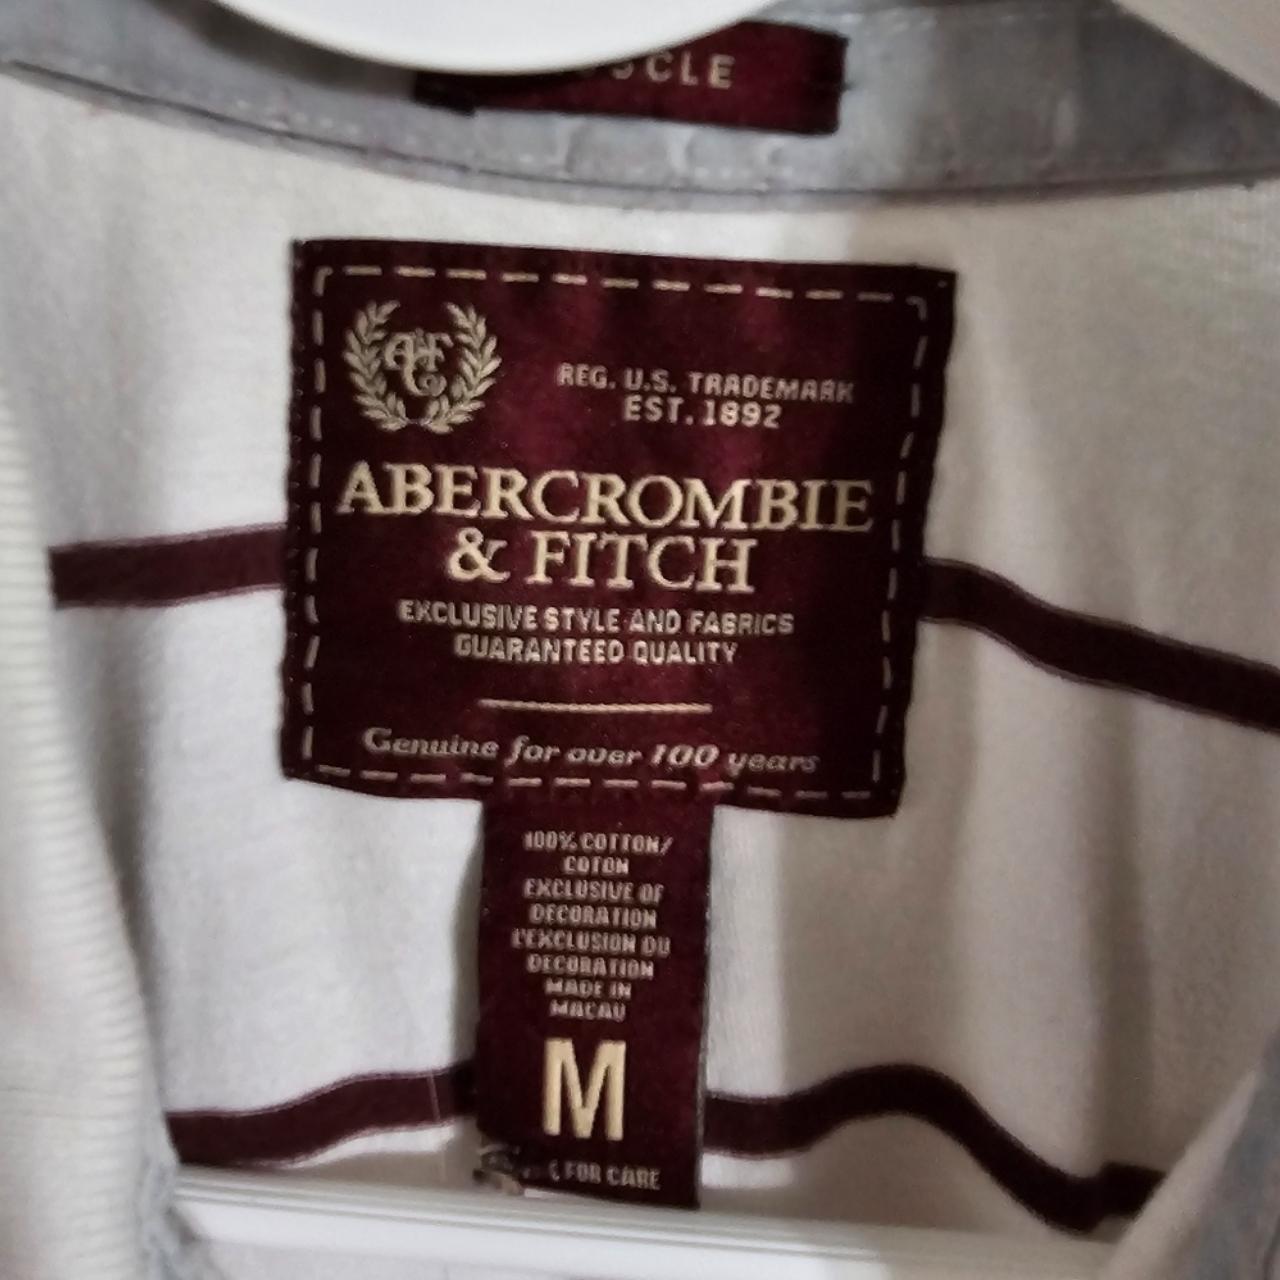 REG. U.S. TRADEMARK
EST. 1892
ABERCROMBIE
& FITCH
EXCLUSIVE STYLE AND FABRICS
GUARANTEED QUALITY
Genuine for over 100 years
100% COTTON/
COTON
EXCLUSIVE OF
DECORATION
L'EXCLUSION DU
DECORATION
MADE IN
MACAU
M
FOR CARE